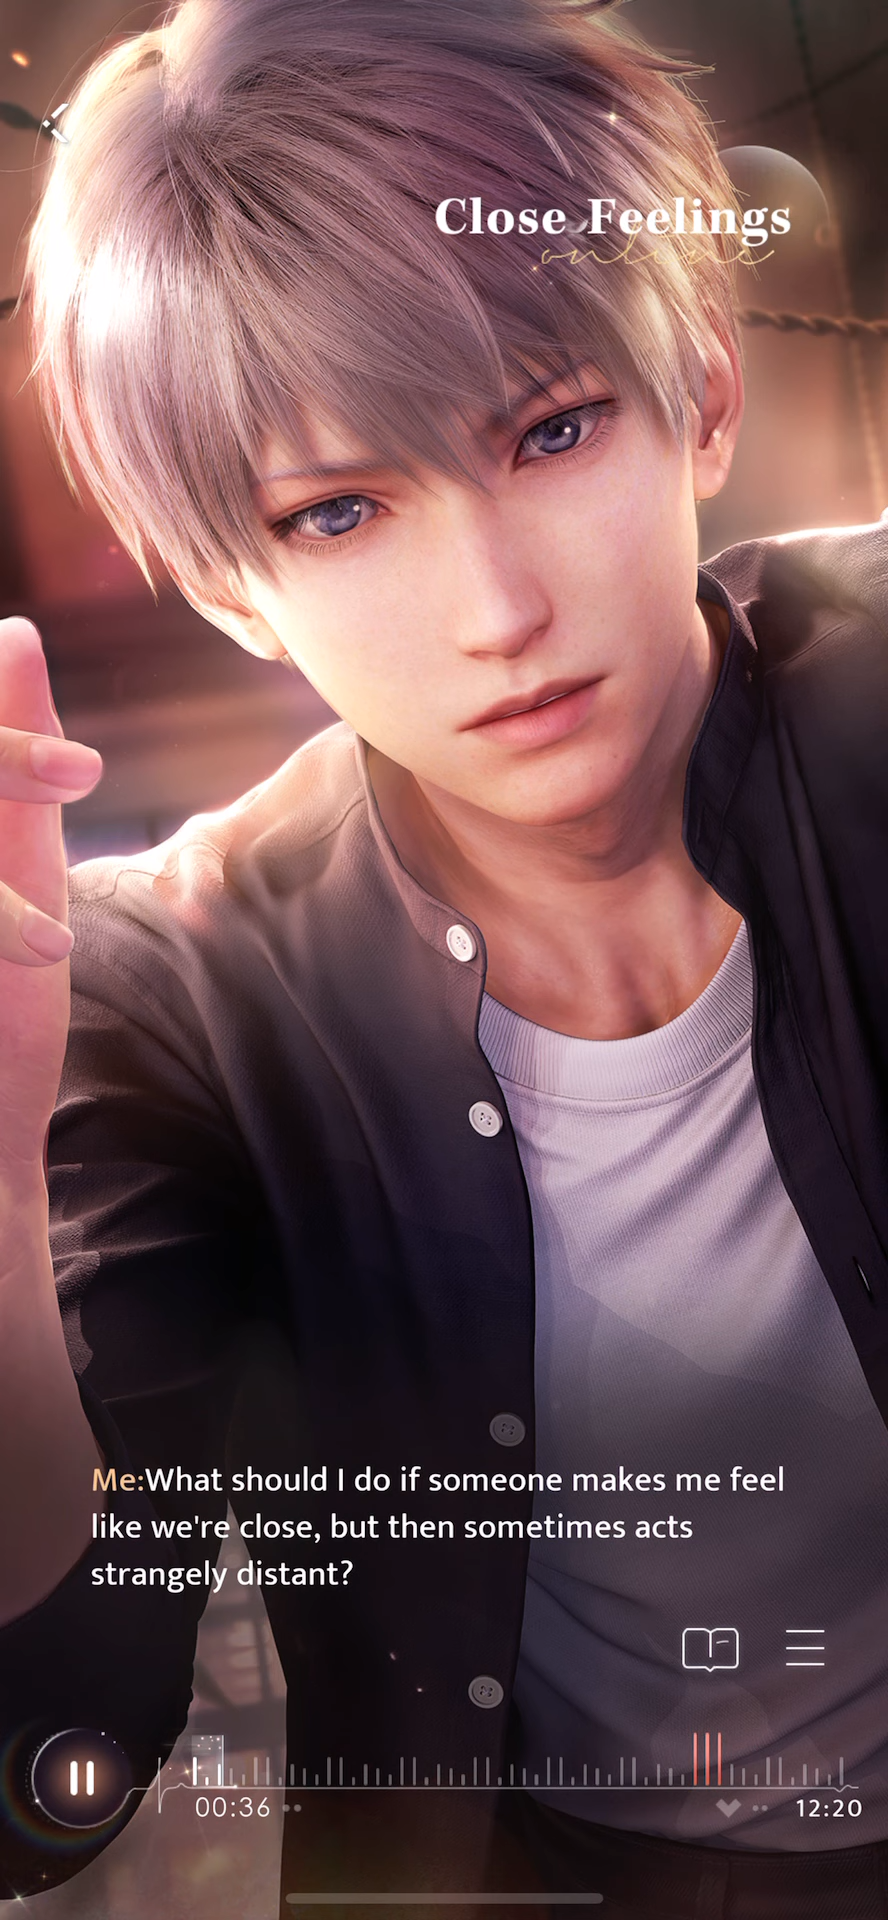 Close Feelings
online
Me:What should I do if someone makes me feel
like we're close, but then sometimes acts
strangely distant?
00:36
12:20